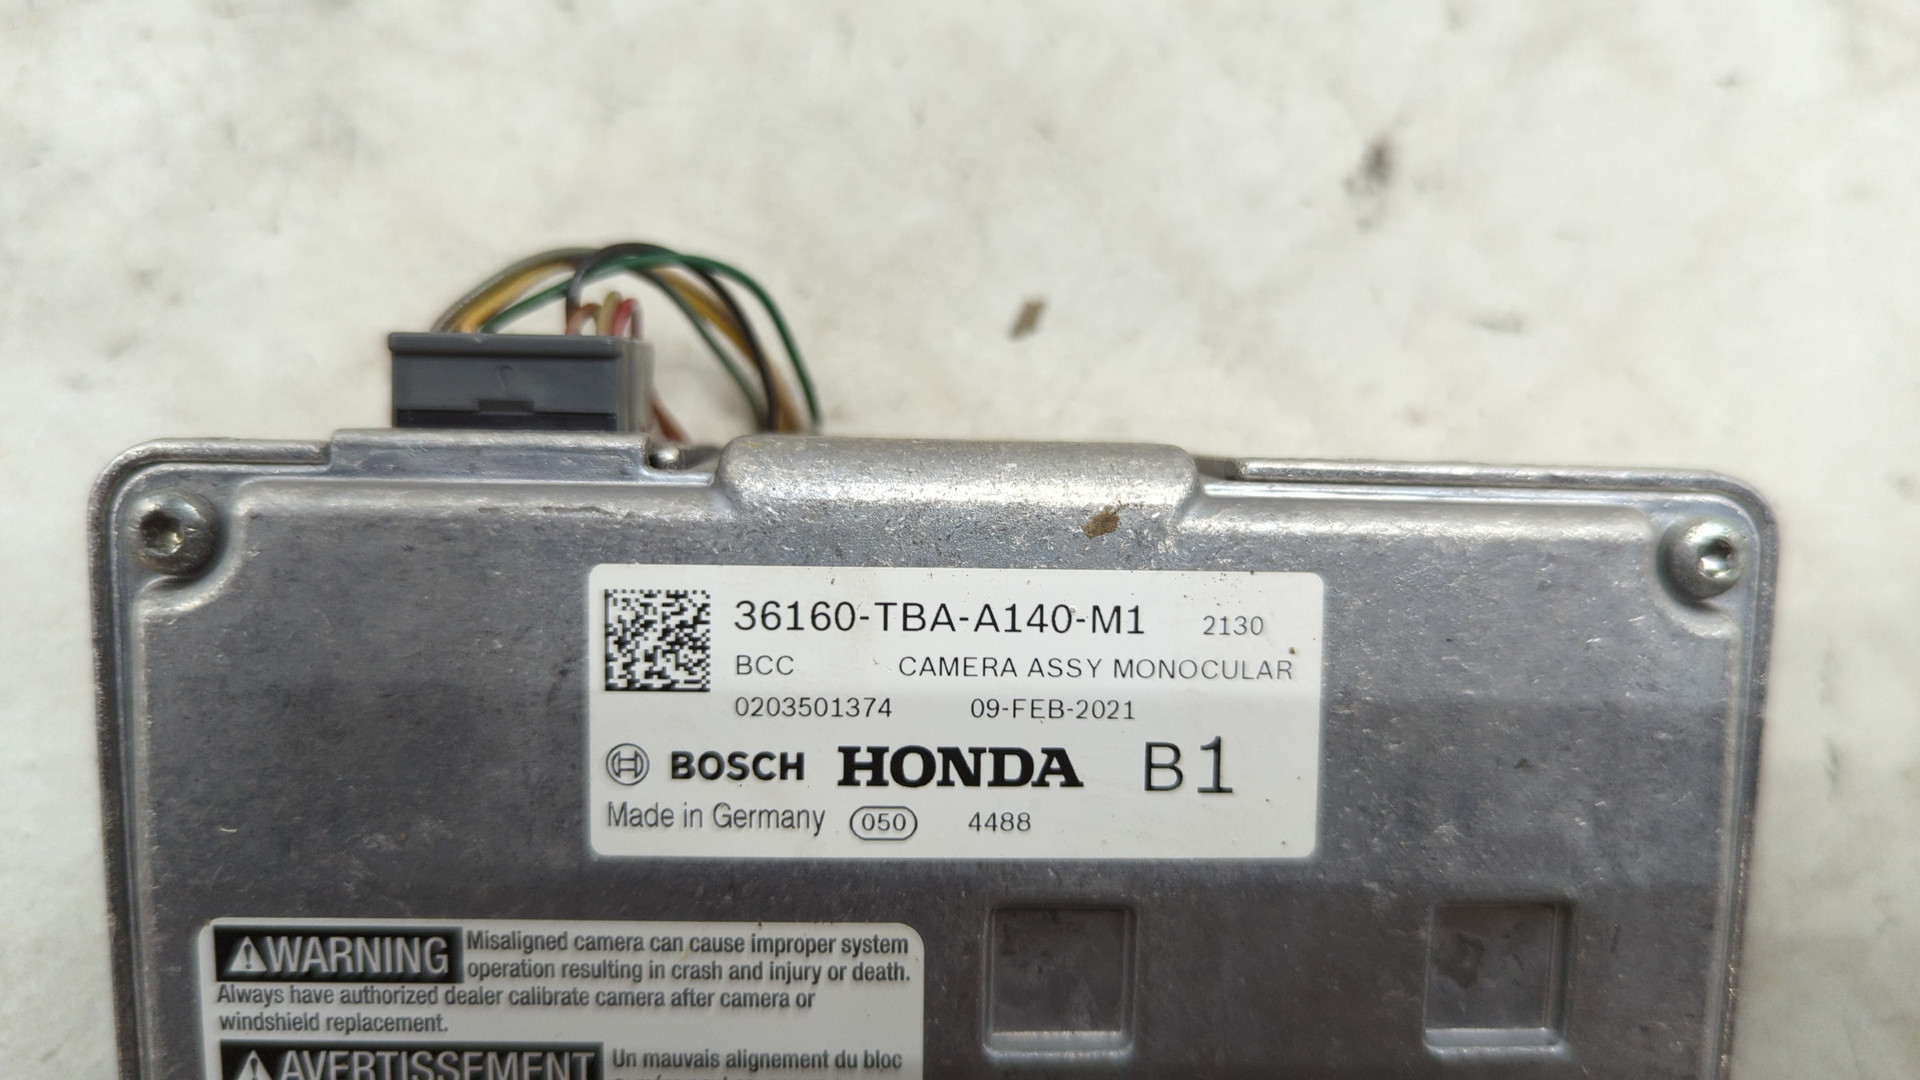 36160-TBA-A140-M1 2130
BCC CAMERA ASSY MONOCULAR
0203501374 09-FEB-2021
BOSCH HONDA B1
Made in Germany 050 4488
WARNING Misaligned camera can cause improper system
operation resulting in crash and injury or death.
Always have authorized dealer calibrate camera after camera or
windshield replacement.
AVERTISSEMENT Un mauvais alignement du bloc